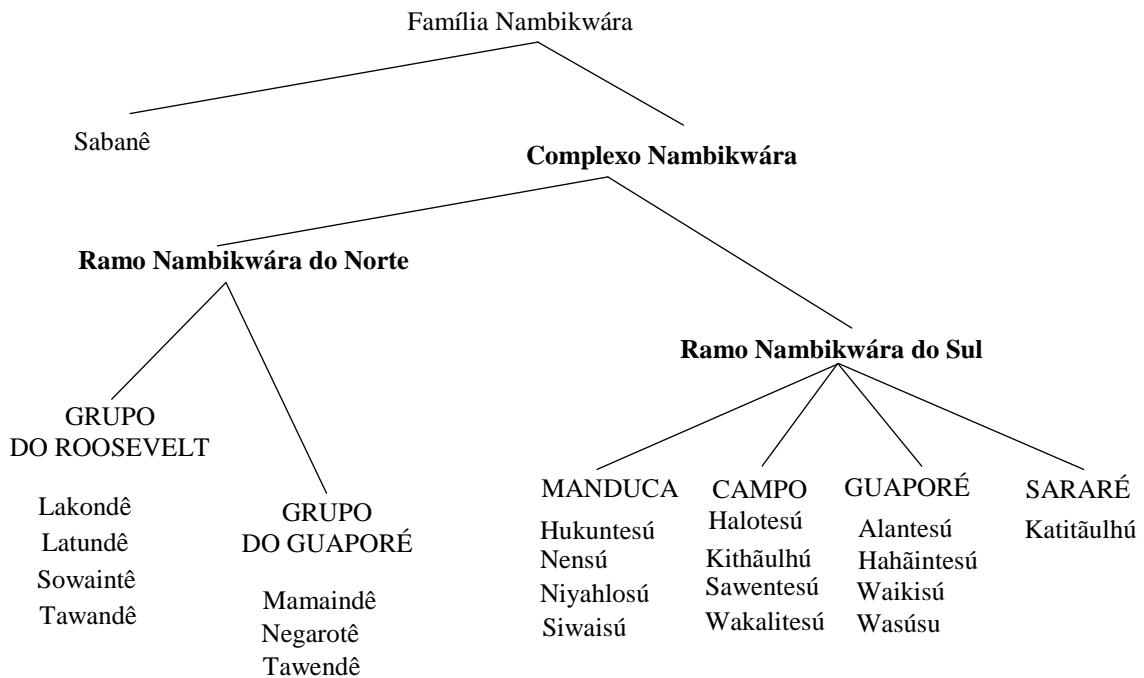 Família Nambikwára
Sabanê
Complexo Nambikwára
Ramo Nambikwára do Norte
Ramo Nambikwára do Sul
GRUPO
DO ROOSEVELT
Lakondê
Latundê
Sowaintê
Tawandê
GRUPO
DO GUAPORÉ
Mamaindê
Negarotê
Tawendê
MANDUCA
Hukuntesú
Nensú
Niyahlosú
Siwaisú
CAMPO
Halotesú
Kithãulhú
Sawentesú
Wakalitesú
GUAPORÉ
Alantesú
Hahãintesú
Waikisú
Wasúsu
SARARÉ
Katitãulhú